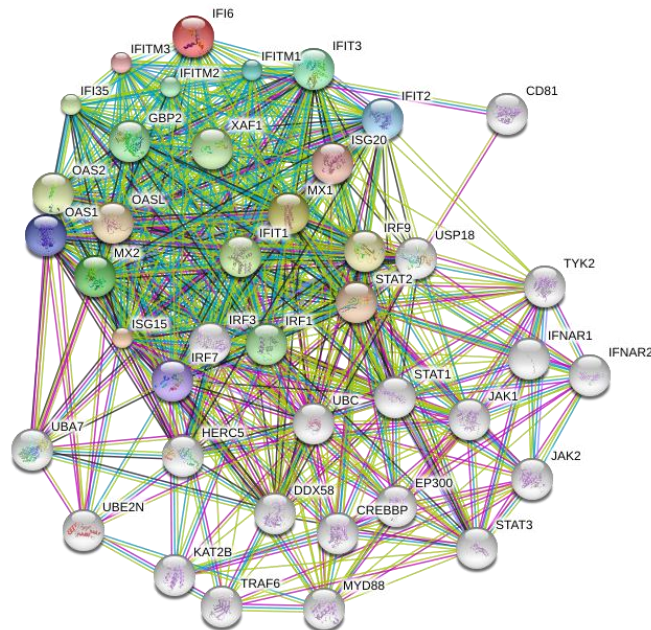 IFI6
IFITM3
IFITM1
IFIT3
IFITM2
IFI35
CD81
IFIT2
GBP2
XAF1
ISG20
OAS2
MX1
OASL
OAS1
IFIT1
IRF9
USP18
MX2
TYK2
STAT2
ISG15
IRF3
IRF1
IFNAR1
IFNAR2
IRF7
STAT1
JAK1
UBC
UBA7
HERC5
JAK2
DDX58
EP300
UBE2N
CREBBP
STAT3
KAT2B
TRAF6
MYD88